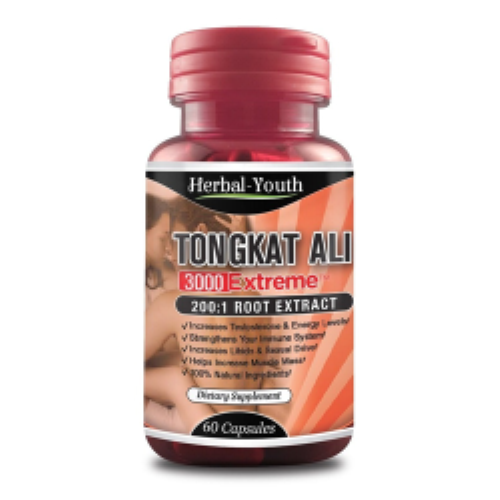 Herbal-Youth
TONGKAT ALI
3000 Extreme
200:1 ROOT EXTRACT
✓ Increases Testosterone & Energy Levels!
✓ Strengthens Your Immune System!
✓ Increases Libido & Sexual Drive!
✓ Helps Increase Muscle Mass!
✓ 100% Natural Ingredients!
Dietary Supplement
60 Capsules